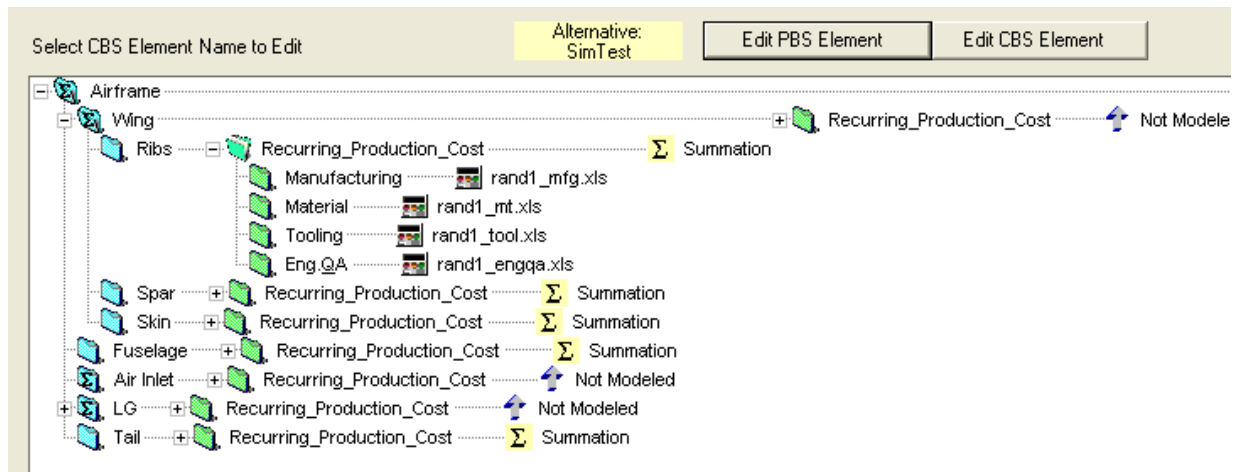 Select CBS Element Name to Edit
Alternative:
SimTest
Edit PBS Element
Edit CBS Element
Airframe
Wing Recurring_Production_Cost Not Modele
Ribs Recurring_Production_Cost Σ Summation
Manufacturing rand1_mfg.xls
Material rand1_mt.xls
Tooling rand1_tool.xls
Eng.QA rand1_engqa.xls
Spar Recurring_Production_Cost Σ Summation
Skin Recurring_Production_Cost Σ Summation
Fuselage Recurring_Production_Cost Σ Summation
Air Inlet Recurring_Production_Cost Not Modeled
LG Recurring_Production_Cost Not Modeled
Tail Recurring_Production_Cost Σ Summation